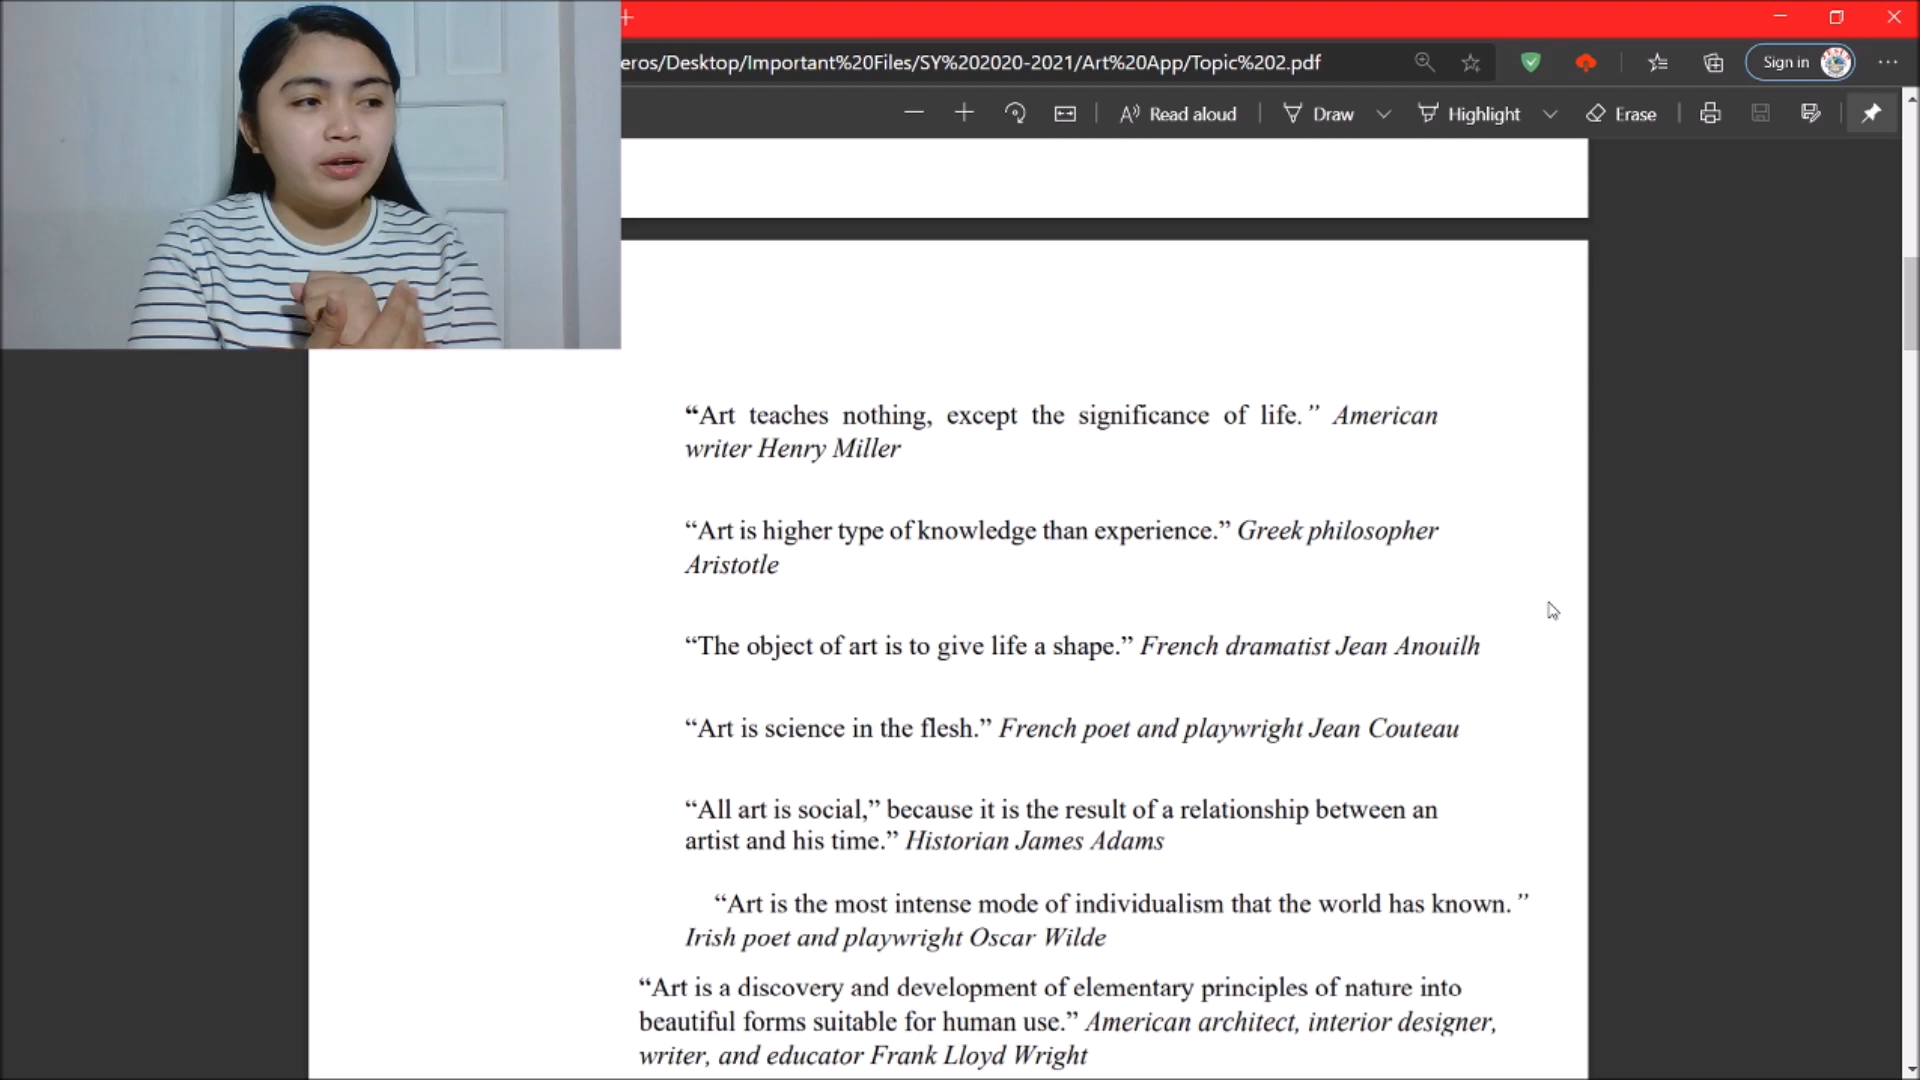 eros/Desktop/Important%20Files/SY%202020-2021/Art%20App/Topic%202.pdf
Sign in
Read aloud
Draw
Highlight
Erase
“Art teaches nothing, except the significance of life.” American
writer Henry Miller
“Art is higher type of knowledge than experience.” Greek philosopher
Aristotle
“The object of art is to give life a shape.” French dramatist Jean Anouilh
“Art is science in the flesh.” French poet and playwright Jean Couteau
“All art is social,” because it is the result of a relationship between an
artist and his time.” Historian James Adams
“Art is the most intense mode of individualism that the world has known.”
Irish poet and playwright Oscar Wilde
“Art is a discovery and development of elementary principles of nature into
beautiful forms suitable for human use.” American architect, interior designer,
writer, and educator Frank Lloyd Wright